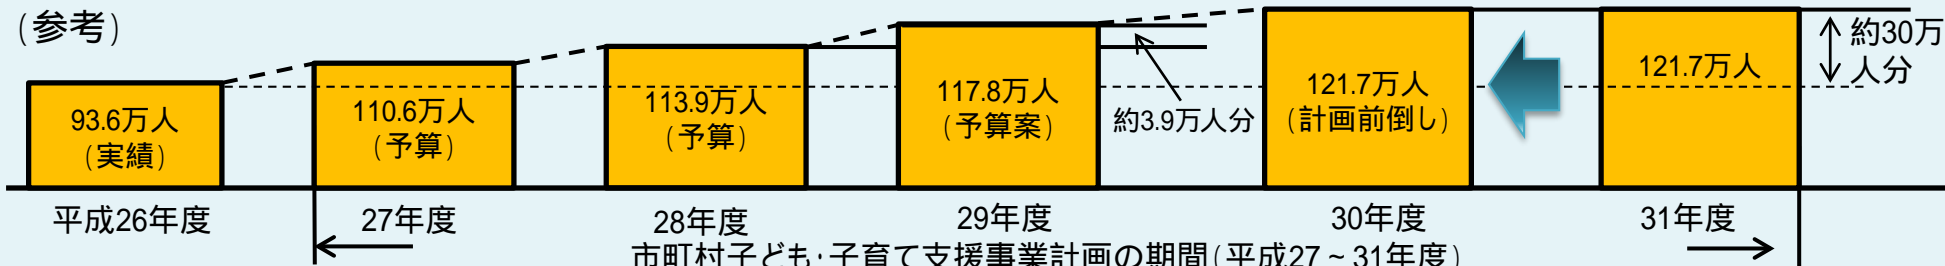 (参考)
93.6万人
(実績)
110.6万人
(予算)
113.9万人
(予算)
117.8万人
(予算案)
約3.9万人分
121.7万人
(計画前倒し)
121.7万人
約30万
人分
平成26年度
27年度
28年度
29年度
30年度
31年度
市町村子ども・子育て支援事業計画の期間(平成27~31年度)